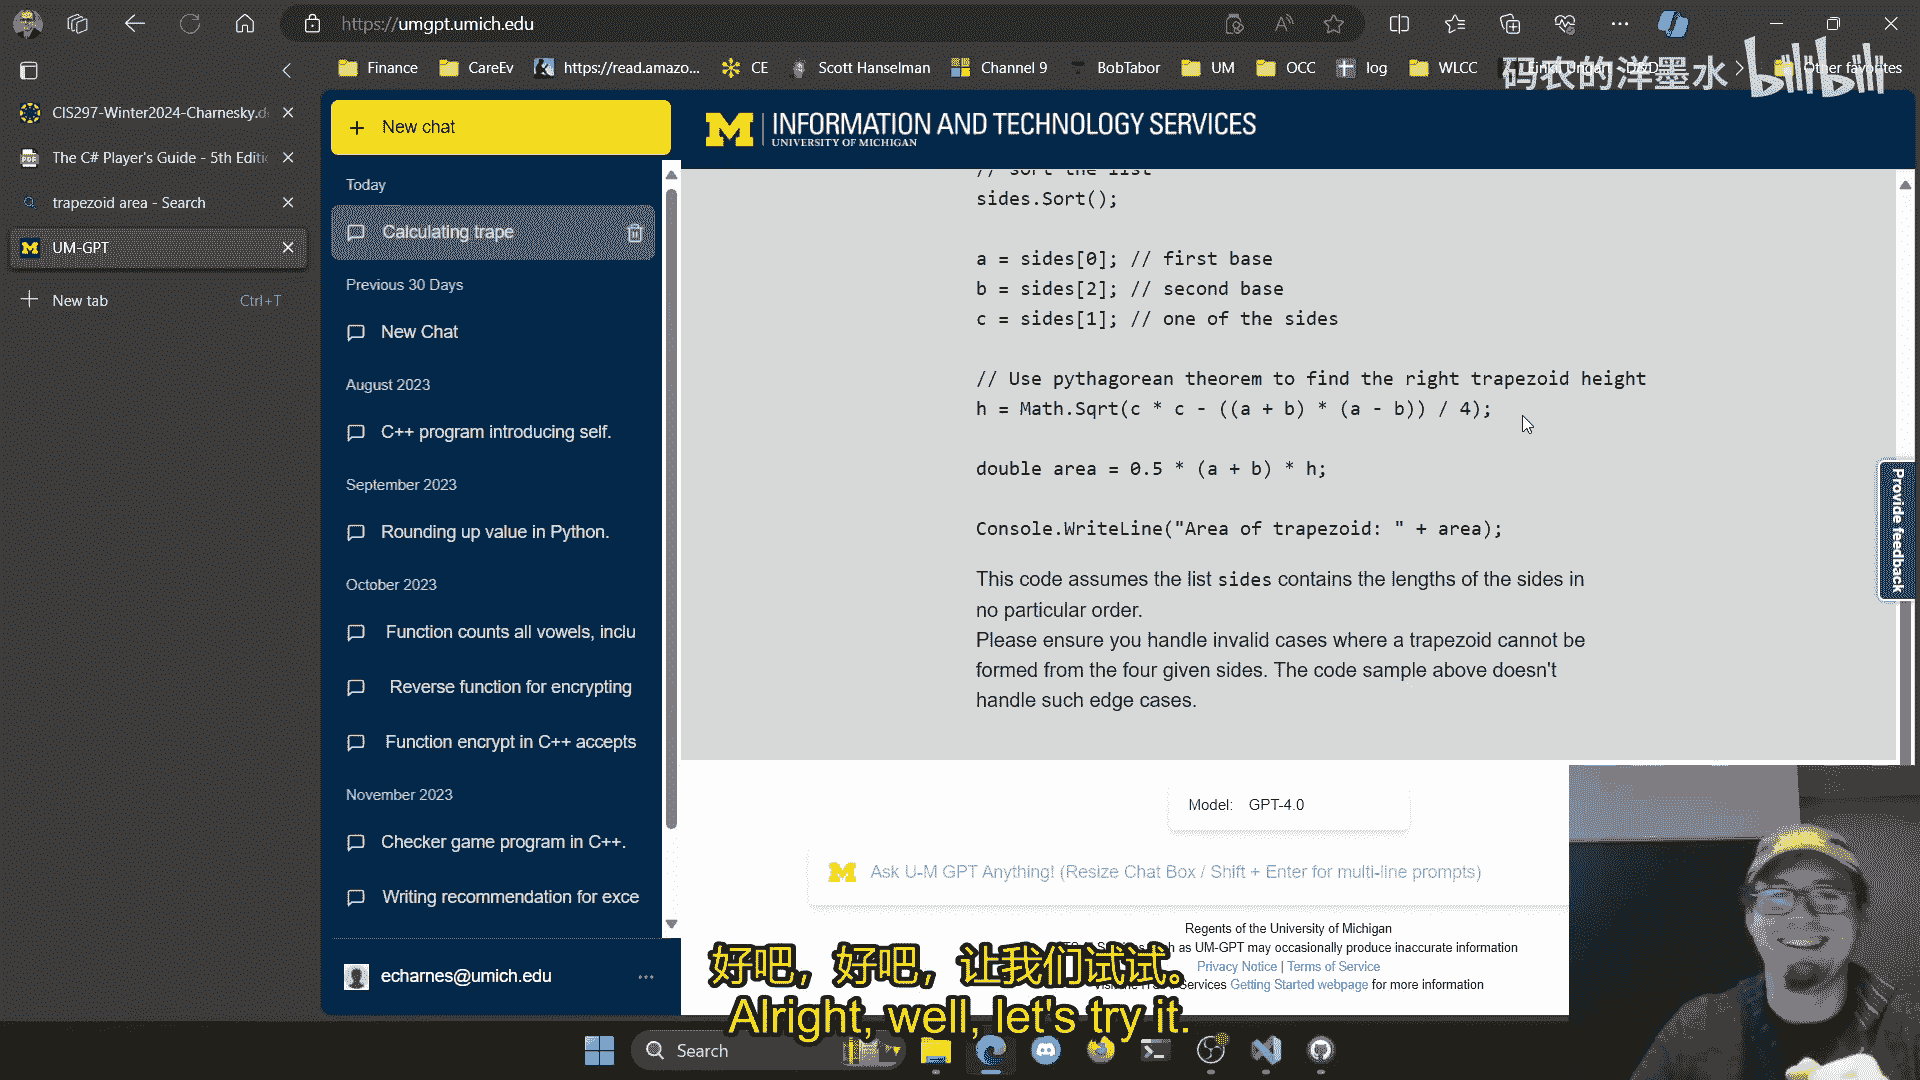 https://umgpt.umich.edu
Finance
CareEv
https://read.amazo...
CE
Scott Hanselman
Channel 9
BobTabor
UM
OCC
log
WLCC
Other favorites
码农的洋墨水
bilibili
CIS297-Winter2024-Charnesky.d
The C# Player's Guide - 5th Editi
trapezoid area - Search
UM-GPT
New tab
Ctrl+T
New chat
Today
Calculating trape
Previous 30 Days
New Chat
August 2023
C++ program introducing self.
September 2023
Rounding up value in Python.
October 2023
Function counts all vowels, inclu
Reverse function for encrypting
Function encrypt in C++ accepts
November 2023
Checker game program in C++.
Writing recommendation for exce
echarnes@umich.edu
M
INFORMATION AND TECHNOLOGY SERVICES
UNIVERSITY OF MICHIGAN
// sort the list
sides.Sort();
a = sides[0]; // first base
b = sides[2]; // second base
c = sides[1]; // one of the sides
// Use pythagorean theorem to find the right trapezoid height
h = Math.Sqrt(c * c - ((a + b) * (a - b)) / 4);
double area = 0.5 * (a + b) * h;
Console.WriteLine("Area of trapezoid: " + area);
This code assumes the list sides contains the lengths of the sides in
no particular order.
Please ensure you handle invalid cases where a trapezoid cannot be
formed from the four given sides. The code sample above doesn't
handle such edge cases.
Provide feedback
Model: GPT-4.0
Ask U-M GPT Anything! (Resize Chat Box / Shift + Enter for multi-line prompts)
Regents of the University of Michigan
as UM-GPT may occasionally produce inaccurate information
Privacy Notice | Terms of Service
Services Getting Started webpage for more information
好吧，好吧，让我们试试。
Alright, well, let's try it.
Search